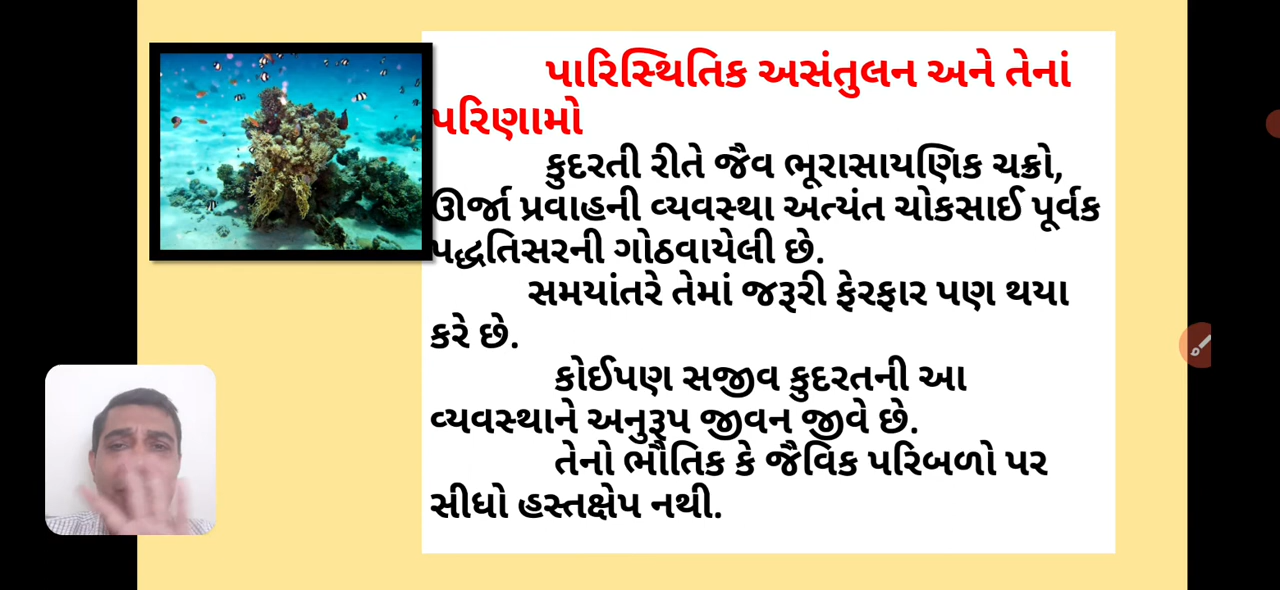 પારિસ્થિતિક અસંતુલન અને તેનાં
પરિણામો
કુદરતી રીતે જૈવ ભૂરાસાયણિક ચક્રો,
ઊર્જા પ્રવાહની વ્યવસ્થા અત્યંત ચોકસાઈ પૂર્વક
પદ્ધતિસરની ગોઠવાયેલી છે.
સમયાંતરે તેમાં જરૂરી ફેરફાર પણ થયા
કરે છે.
કોઈપણ સજીવ કુદરતની આ
વ્યવસ્થાને અનુરૂપ જીવન જીવે છે.
તેનો ભૌતિક કે જૈવિક પરિબળો પર
સીધો હસ્તક્ષેપ નથી.